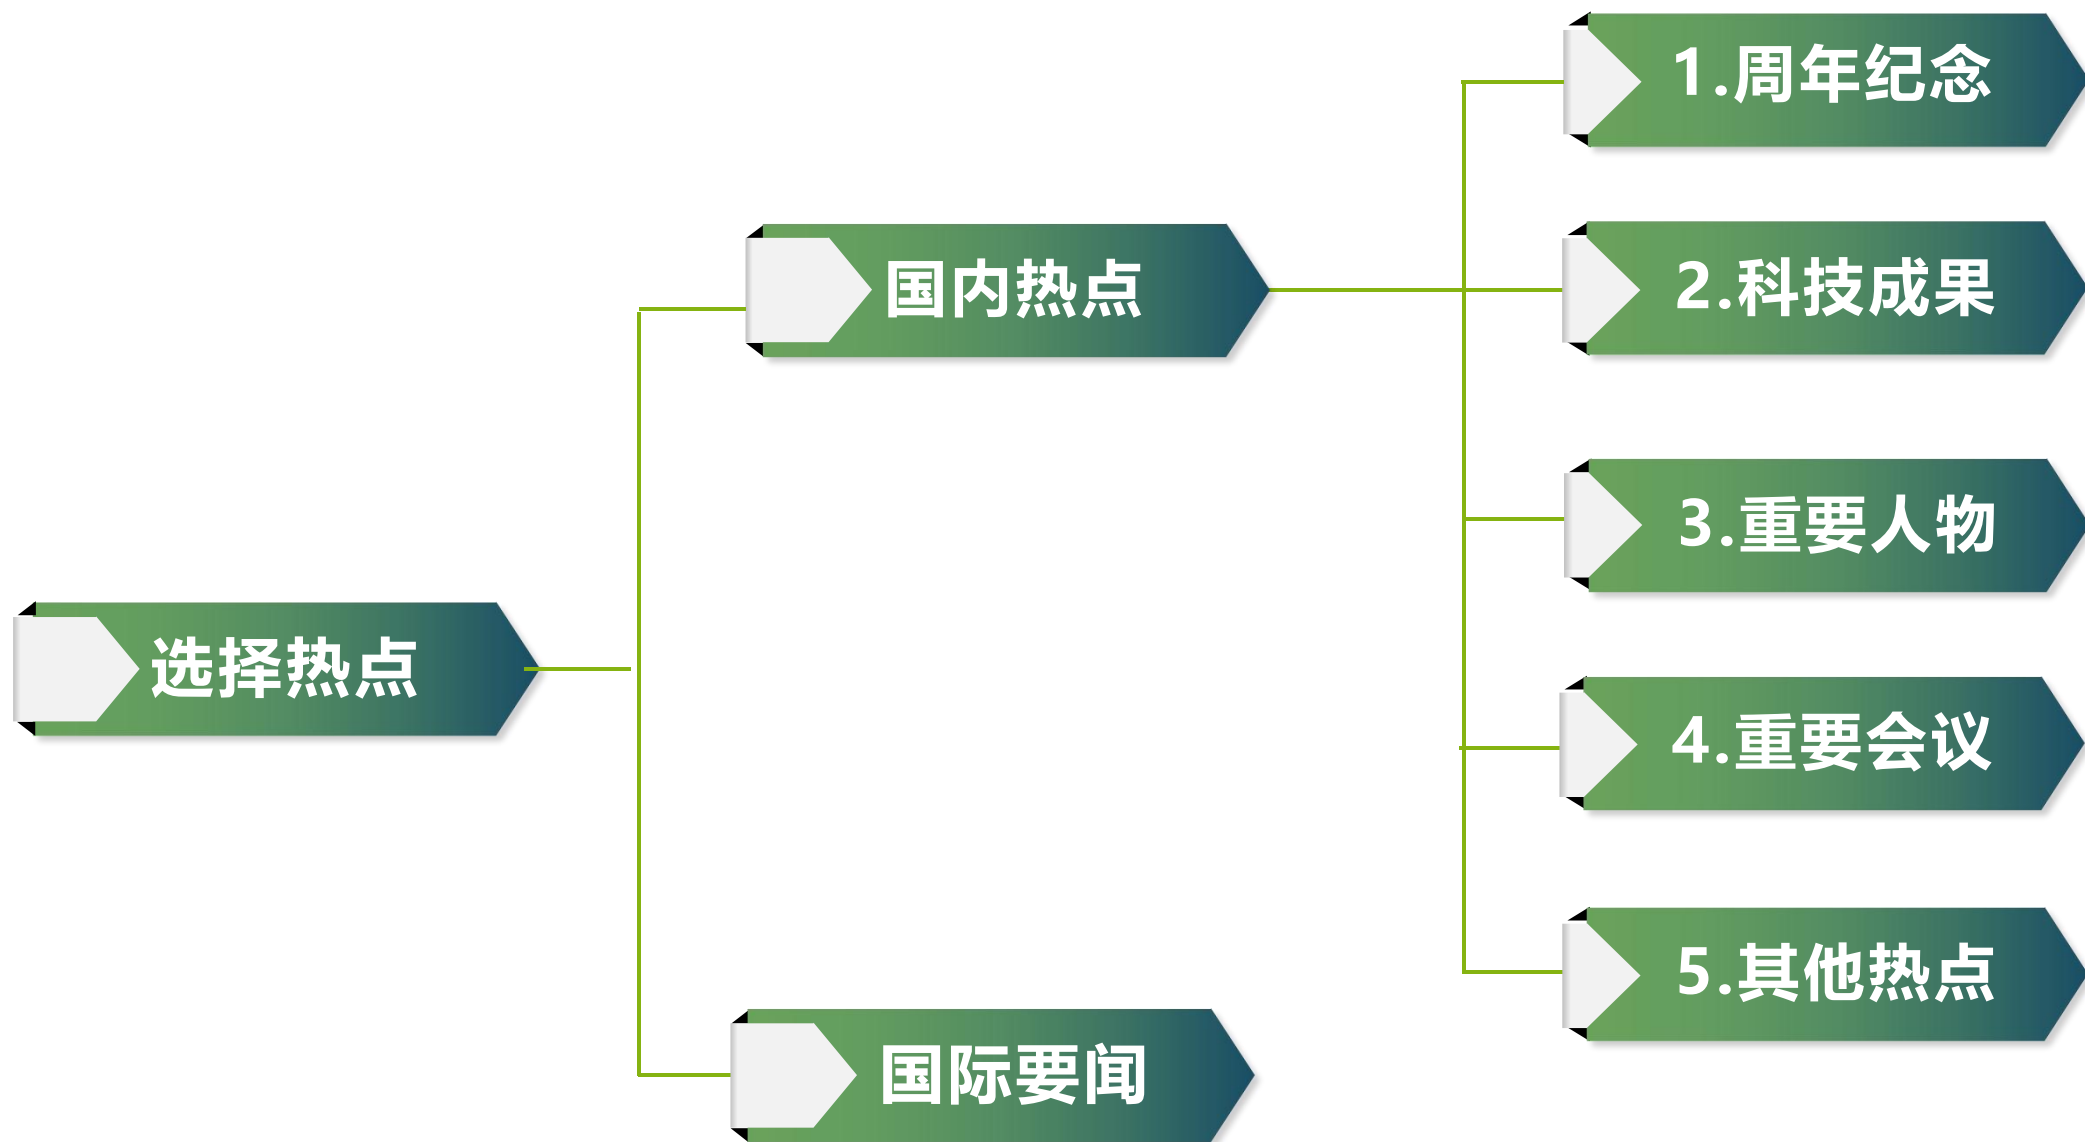 选择热点
国内热点
国际要闻
1.周年纪念
2.科技成果
3.重要人物
4.重要会议
5.其他热点